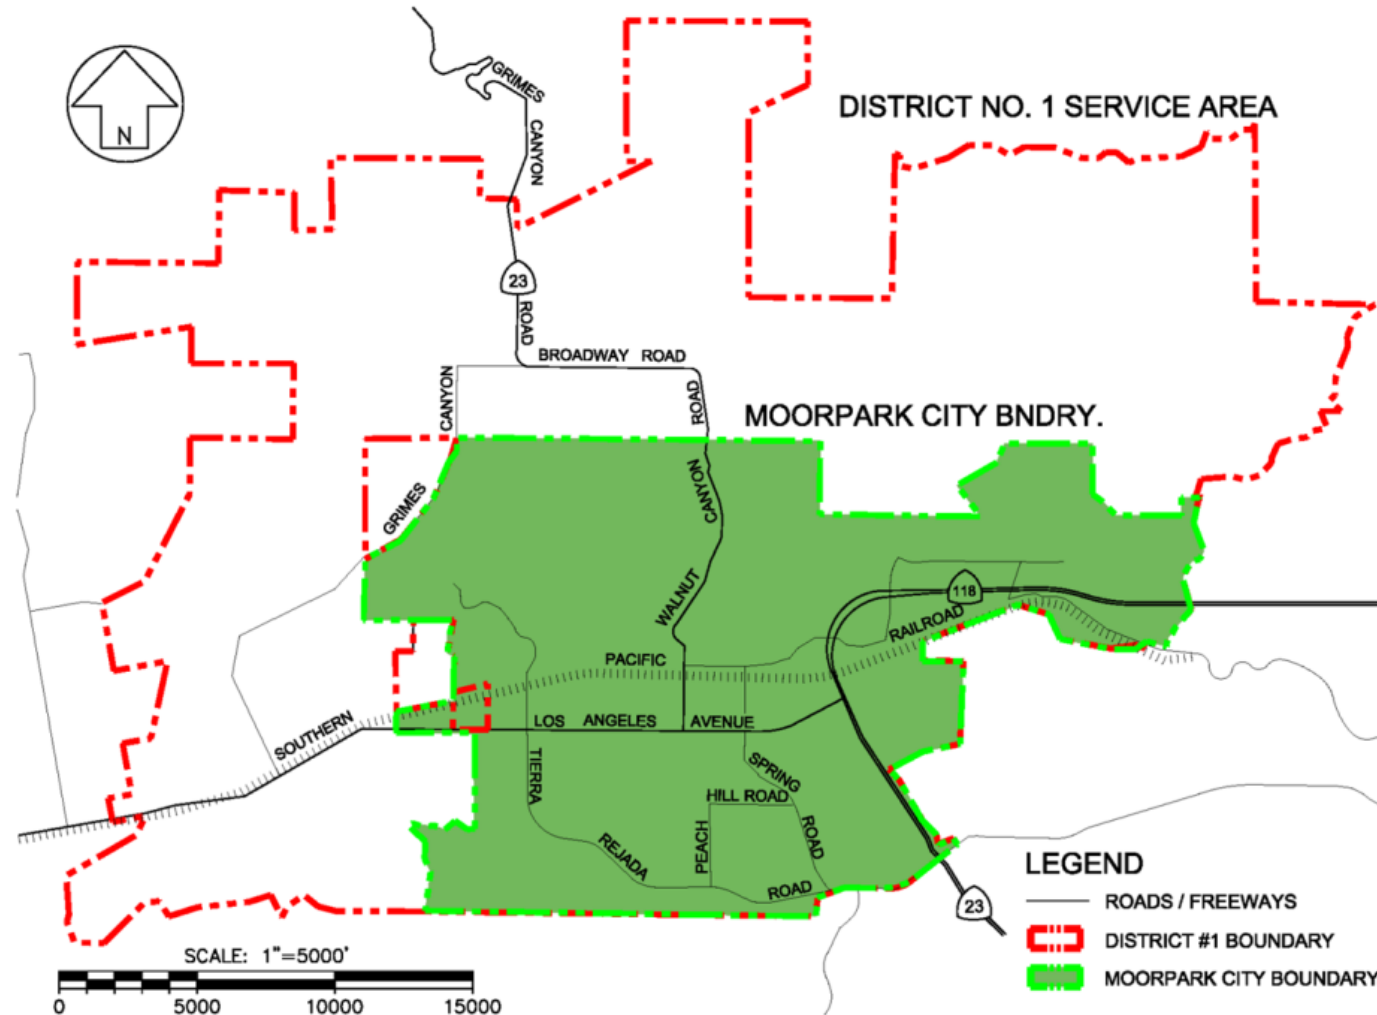 GRIMES
CANYON
DISTRICT NO. 1 SERVICE AREA
N
23
ROAD
BROADWAY ROAD
CANYON
ROAD
MOORPARK CITY BNDRY.
GRIMES
CANYON
WALNUT
118
RAILROAD
PACIFIC
SOUTHERN
LOS ANGELES AVENUE
TIERRA
SPRING
HILL ROAD
PEACH
ROAD
REJADA
ROAD
23
LEGEND
ROADS / FREEWAYS
DISTRICT #1 BOUNDARY
MOORPARK CITY BOUNDARY
SCALE: 1"=5000'
0 5000 10000 15000